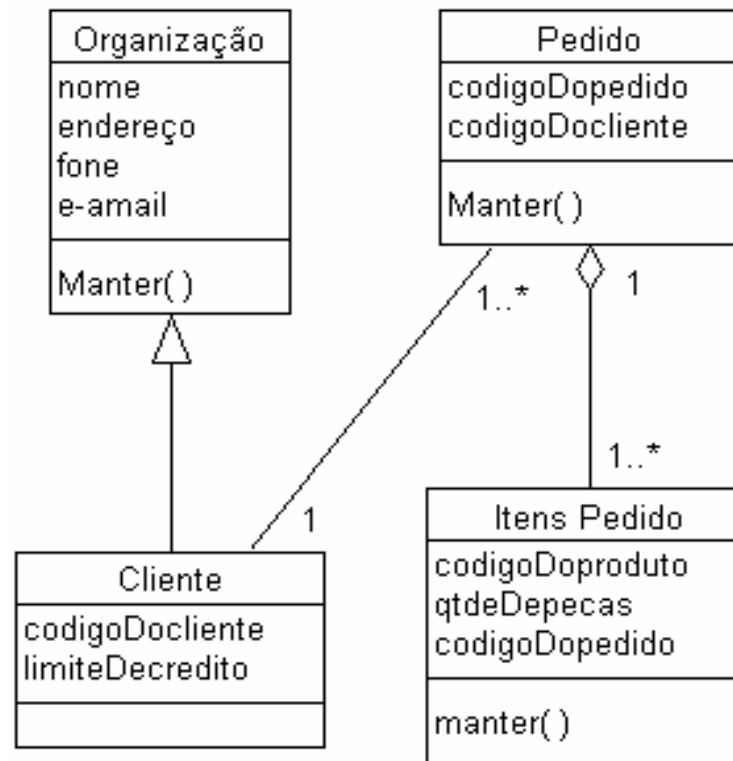 Organização
nome
endereço
fone
e-amail
Manter( )
Pedido
codigoDopedido
codigoDocliente
Manter( )
1..*
1
1..*
1
Cliente
codigoDocliente
limiteDecredito
Itens Pedido
codigoDoproduto
qtdeDepecas
codigoDopedido
manter( )